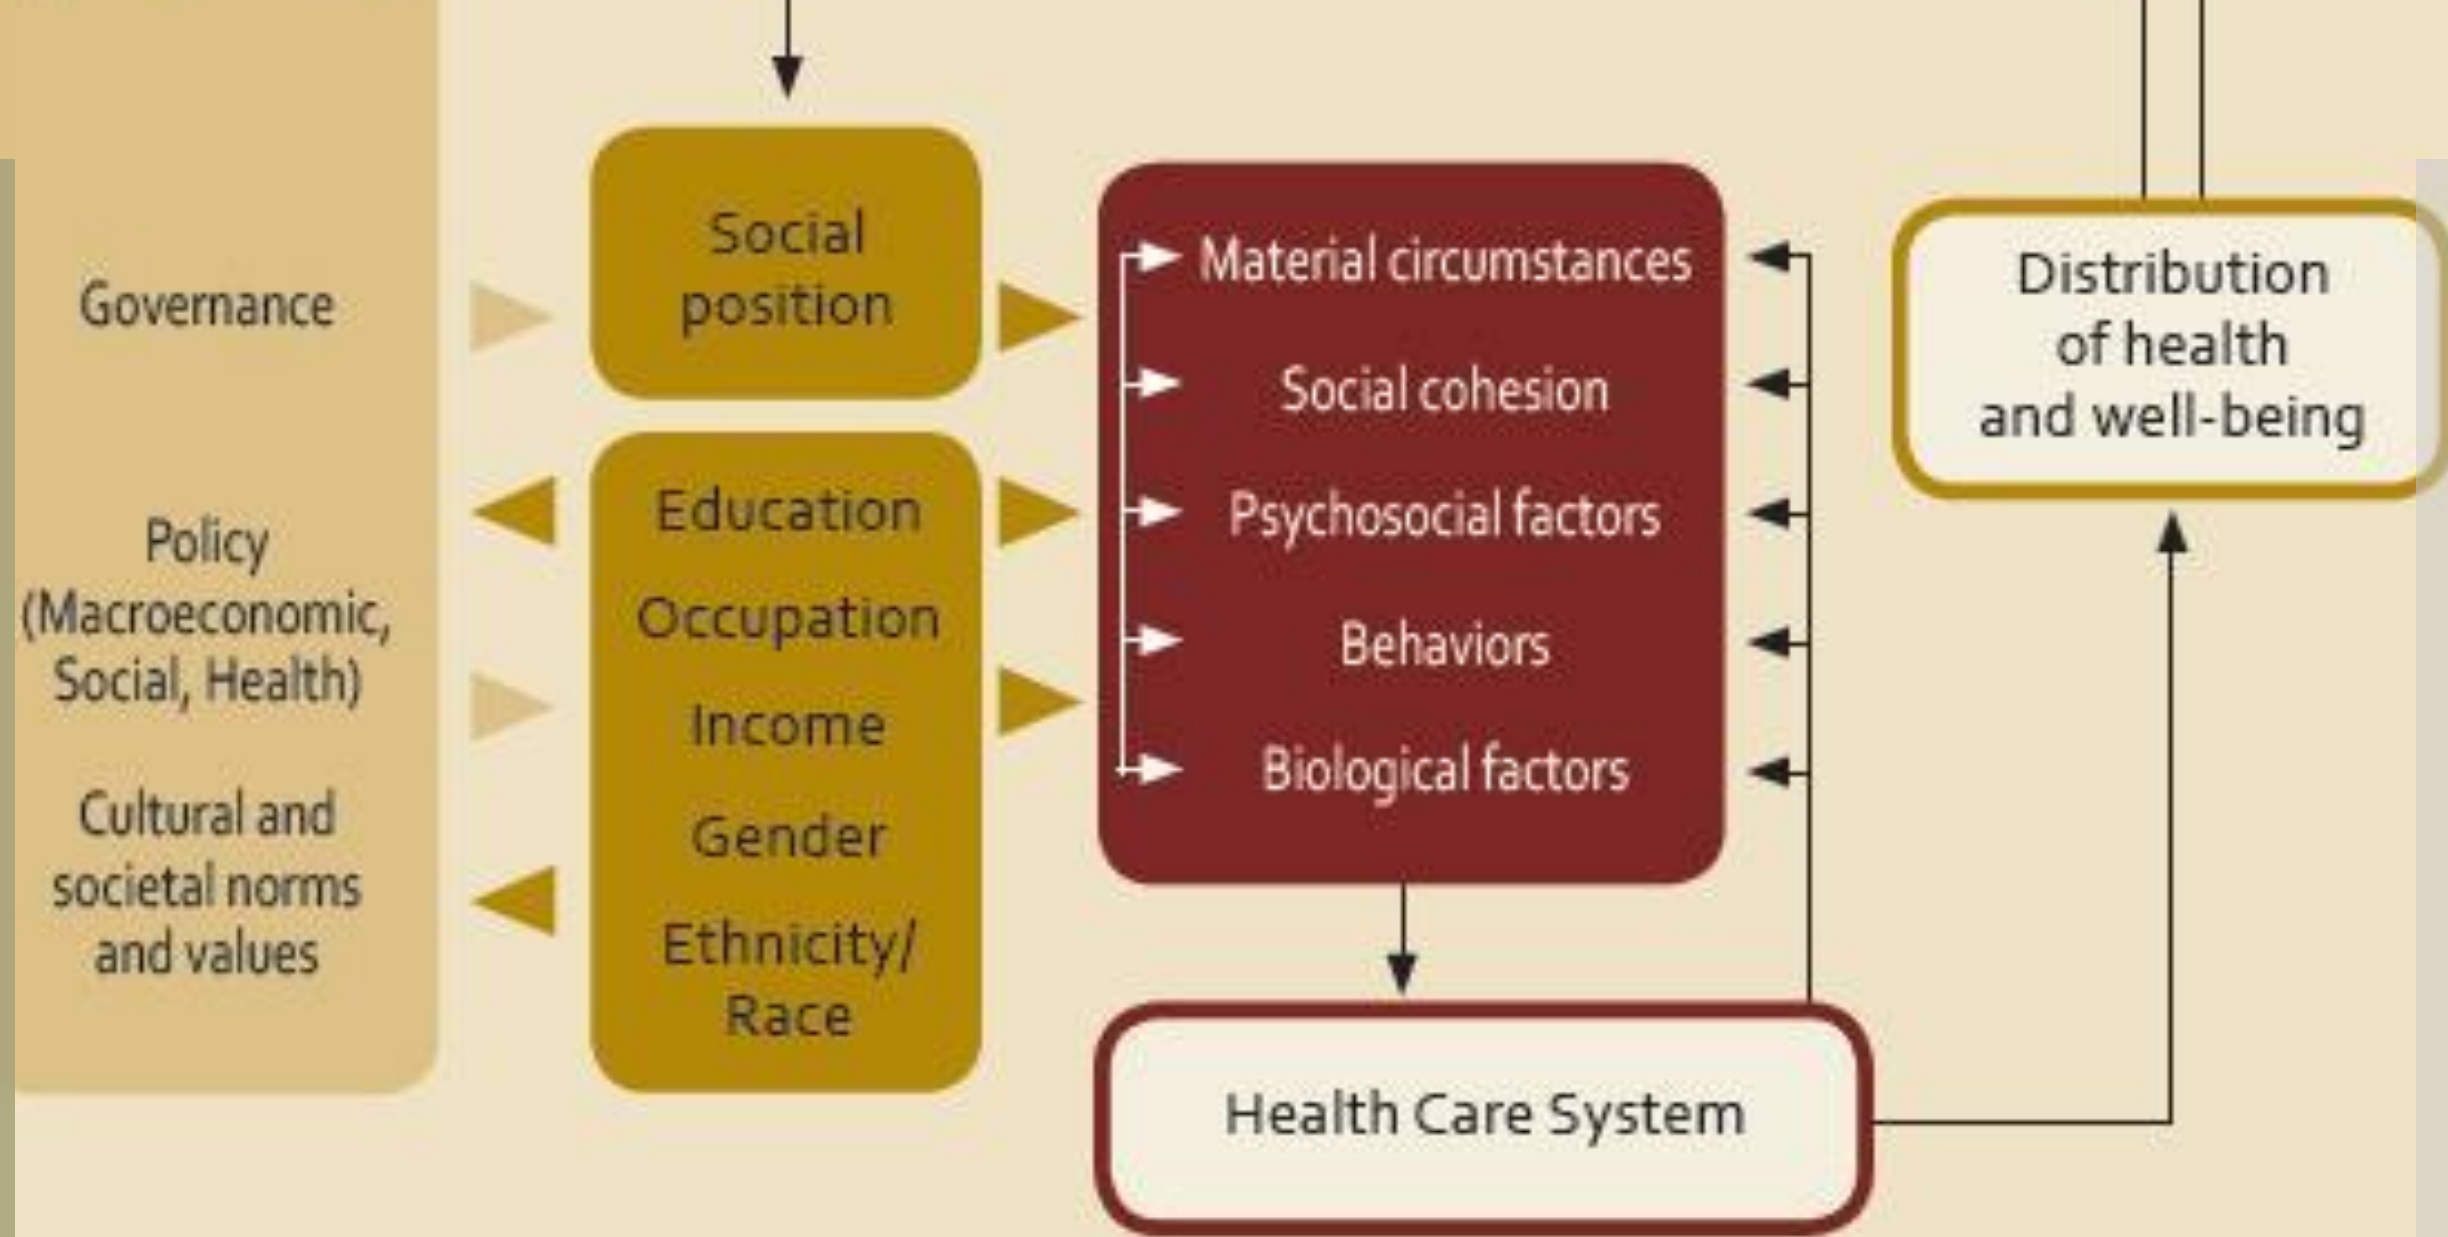 Governance
Policy
(Macroeconomic,
Social, Health)
Cultural and
societal norms
and values
Social
position
Education
Occupation
Income
Gender
Ethnicity/
Race
Material circumstances
Social cohesion
Psychosocial factors
Behaviors
Biological factors
Health Care System
Distribution
of health
and well-being